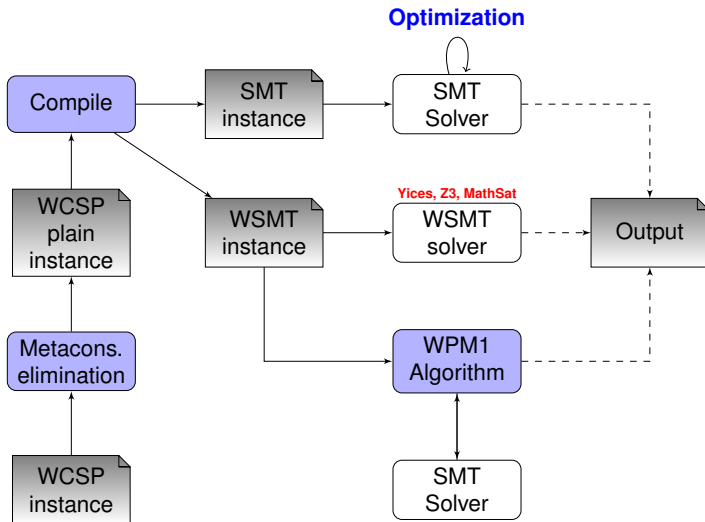 Optimization
Compile
SMT
instance
SMT
Solver
Yices, Z3, MathSat
WCSP
plain
instance
WSMT
instance
WSMT
solver
Output
Metacons.
elimination
WPM1
Algorithm
WCSP
instance
SMT
Solver